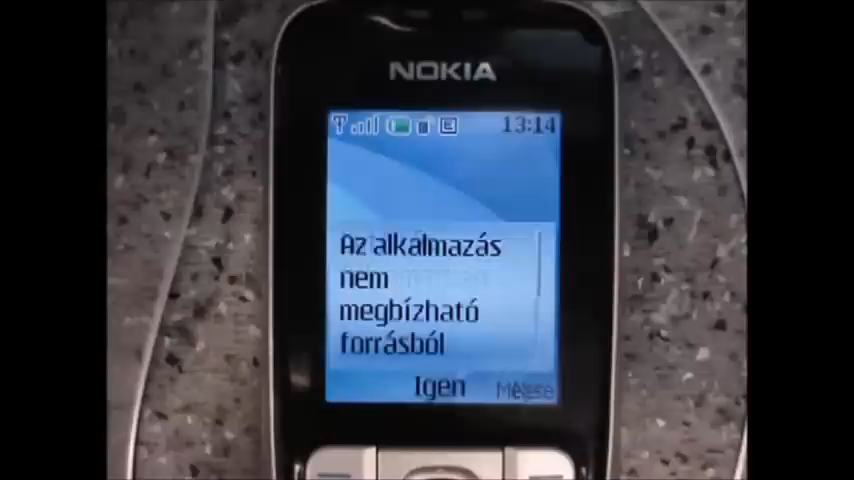 NOKIA
13:14
Az alkalmazás
nem
megbízható
forrásból
Igen
Mégse